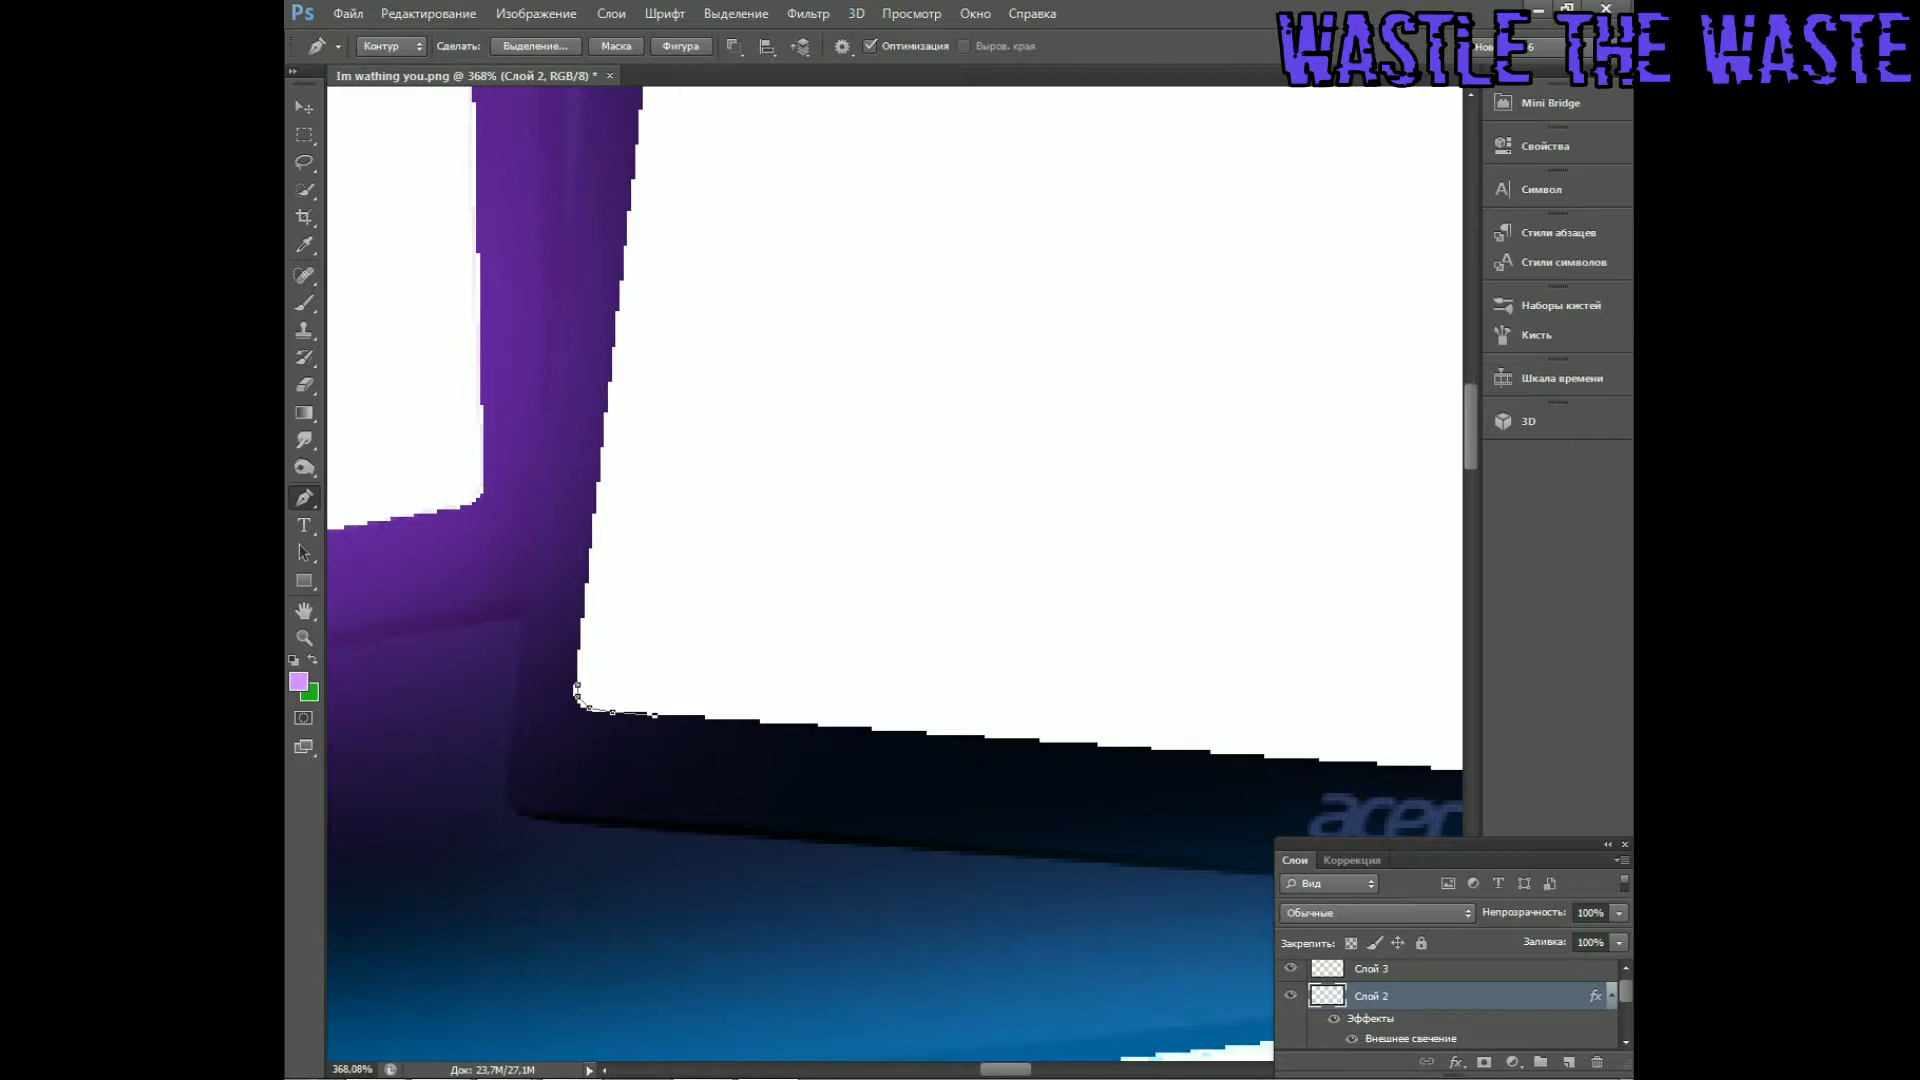 WASTLE THE WASTE
Ps Файл Редактирование Изображение Слои Шрифт Выделение Фильтр 3D Просмотр Окно Справка
Контур Сделать: Выделение... Маска Фигура Оптимизация Выров. края
Im wathing you.png @ 368% (Слой 2, RGB/8) * ×
Mini Bridge
Свойства
Символ
Стили абзацев
Стили символов
Наборы кистей
Кисть
Шкала времени
3D
acer
Слои Коррекция
Вид
Обычные Непрозрачность: 100%
Закрепить: Заливка: 100%
Слой 3
Слой 2 fx
Эффекты
Внешнее свечение
368,08% Док: 23,7M/27,1M